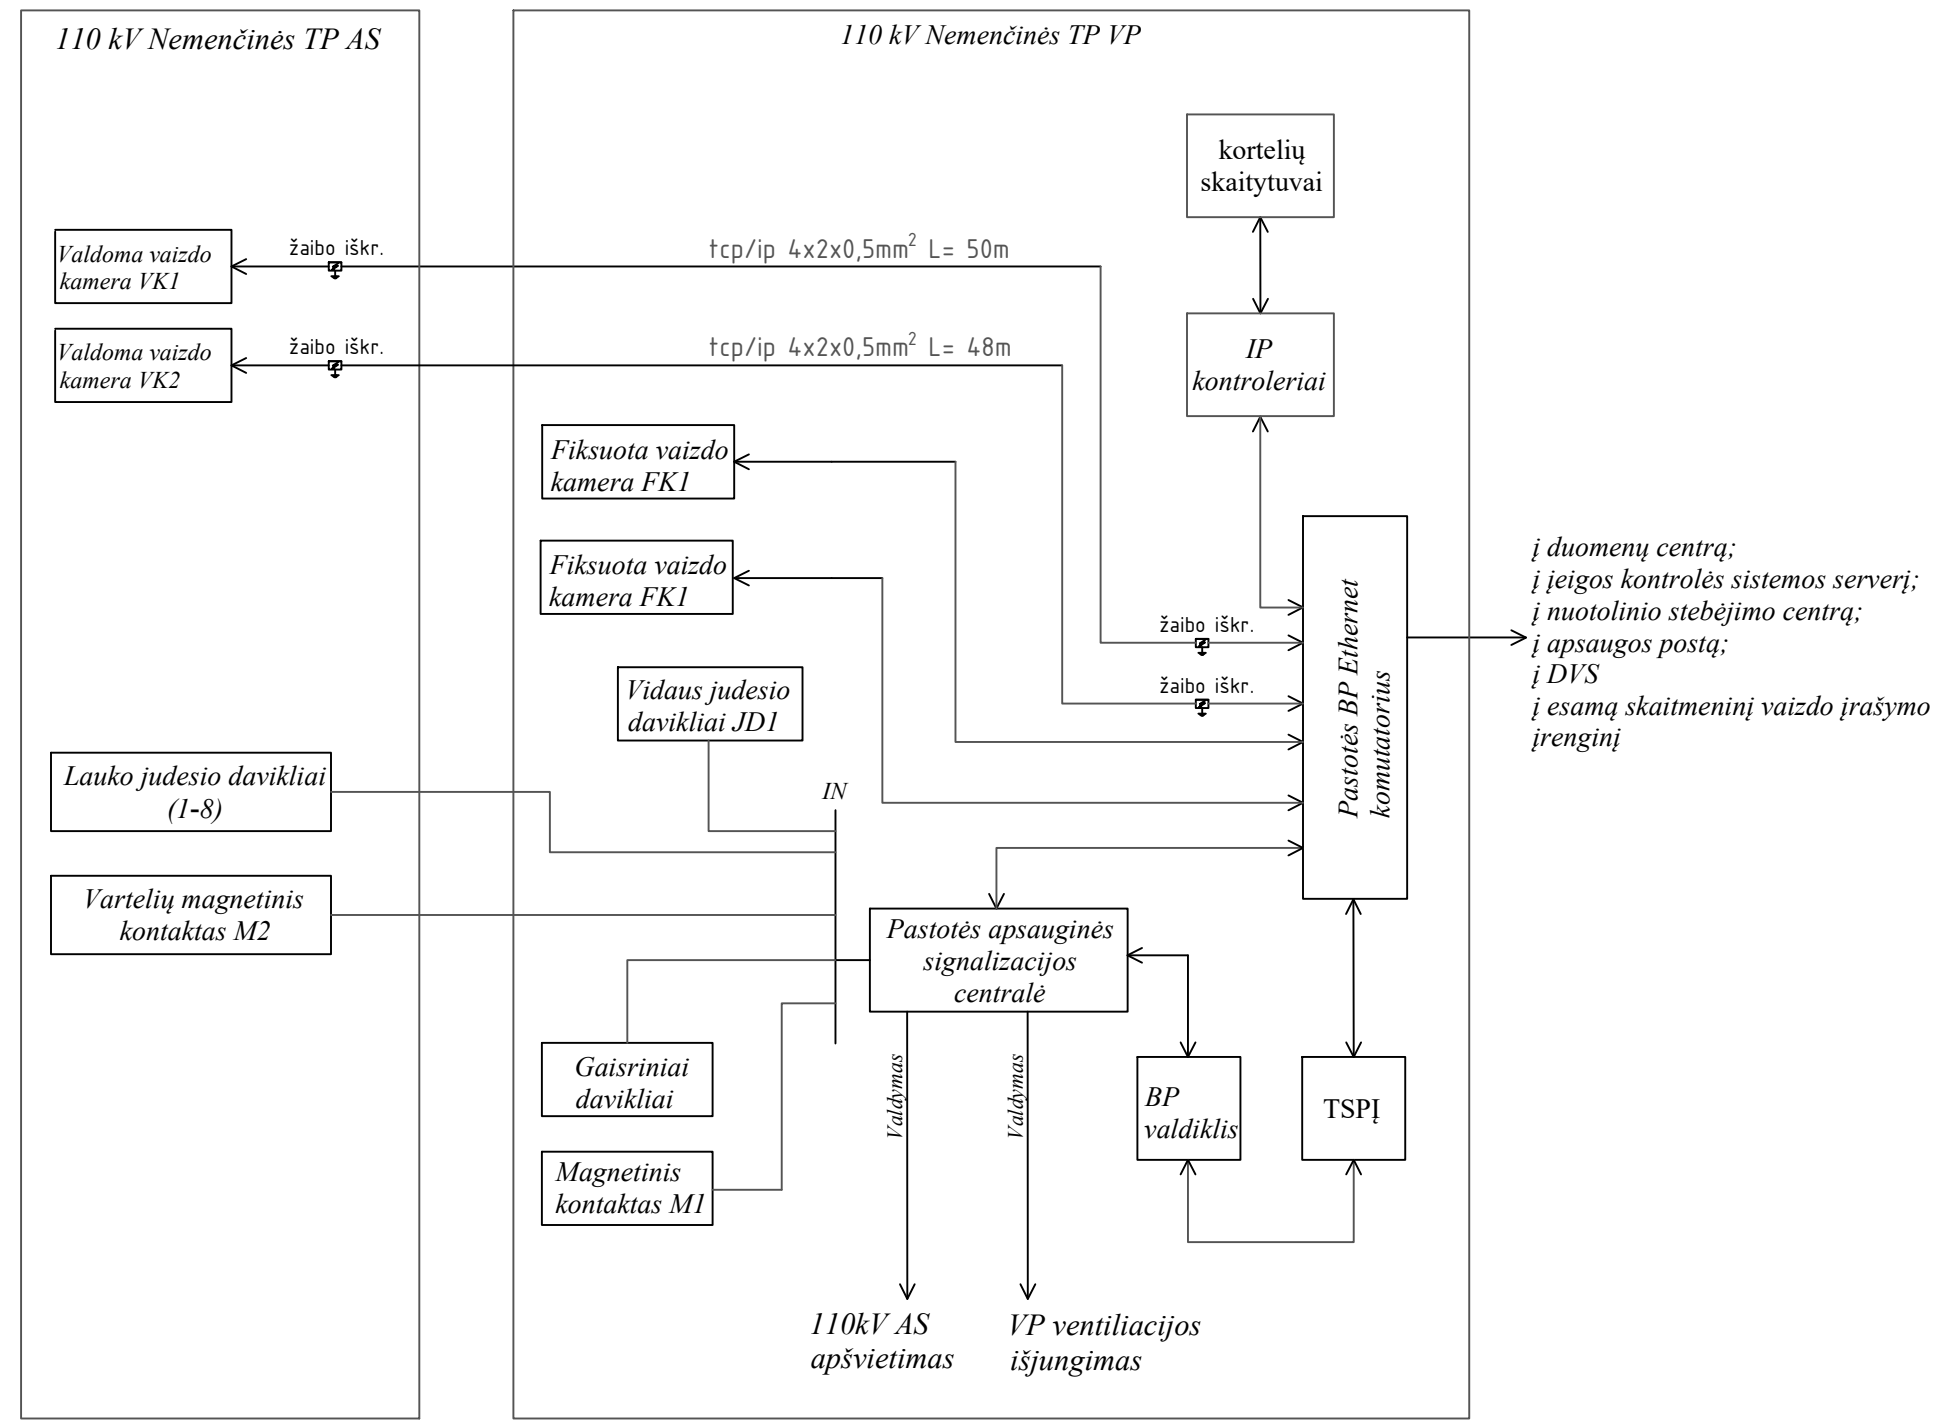 110 kV Nemenčinės TP AS
110 kV Nemenčinės TP VP
kortelių
skaitytuvai
Valdoma vaizdo
kamera VK1
žaibo iškr.
tcp/ip 4x2x0,5mm² L= 50m
Valdoma vaizdo
kamera VK2
žaibo iškr.
tcp/ip 4x2x0,5mm² L= 48m
IP
kontroleriai
Fiksuota vaizdo
kamera FK1
Fiksuota vaizdo
kamera FK1
žaibo iškr.
žaibo iškr.
Pastotės BP Ethernet
komutatorius
į duomenų centrą;
į įeigos kontrolės sistemos serverį;
į nuotolinio stebėjimo centrą;
į apsaugos postą;
į DVS
į esamą skaitmeninį vaizdo įrašymo
įrenginį
Vidaus judesio
davikliai JD1
Lauko judesio davikliai
(1-8)
IN
Vartelių magnetinis
kontaktas M2
Pastotės apsauginės
signalizacijos
centralė
Gaisriniai
davikliai
Valdymas
Valdymas
BP
valdiklis
TSPĮ
Magnetinis
kontaktas M1
110kV AS
apšvietimas
VP ventiliacijos
išjungimas